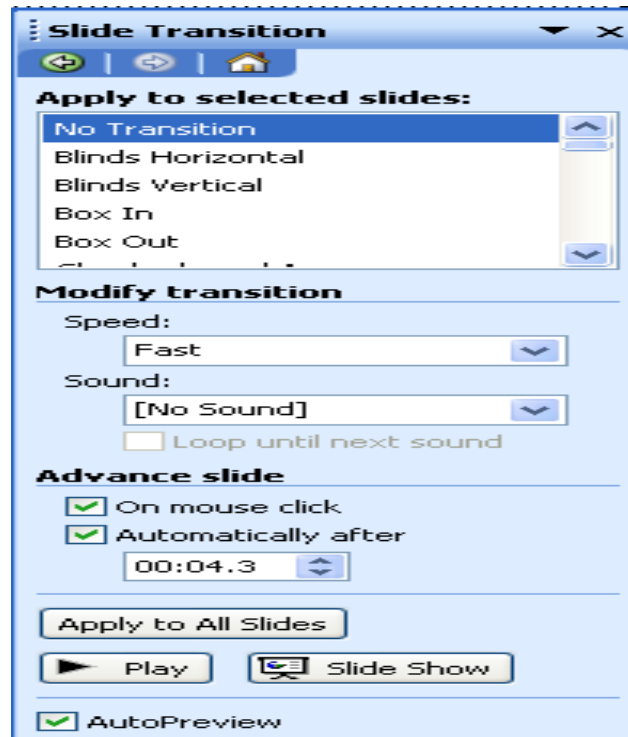 Slide Transition
Apply to selected slides:
No Transition
Blinds Horizontal
Blinds Vertical
Box In
Box Out
Modify transition
Speed:
Fast
Sound:
[No Sound]
Loop until next sound
Advance slide
On mouse click
Automatically after
00:04.3
Apply to All Slides
Play
Slide Show
AutoPreview